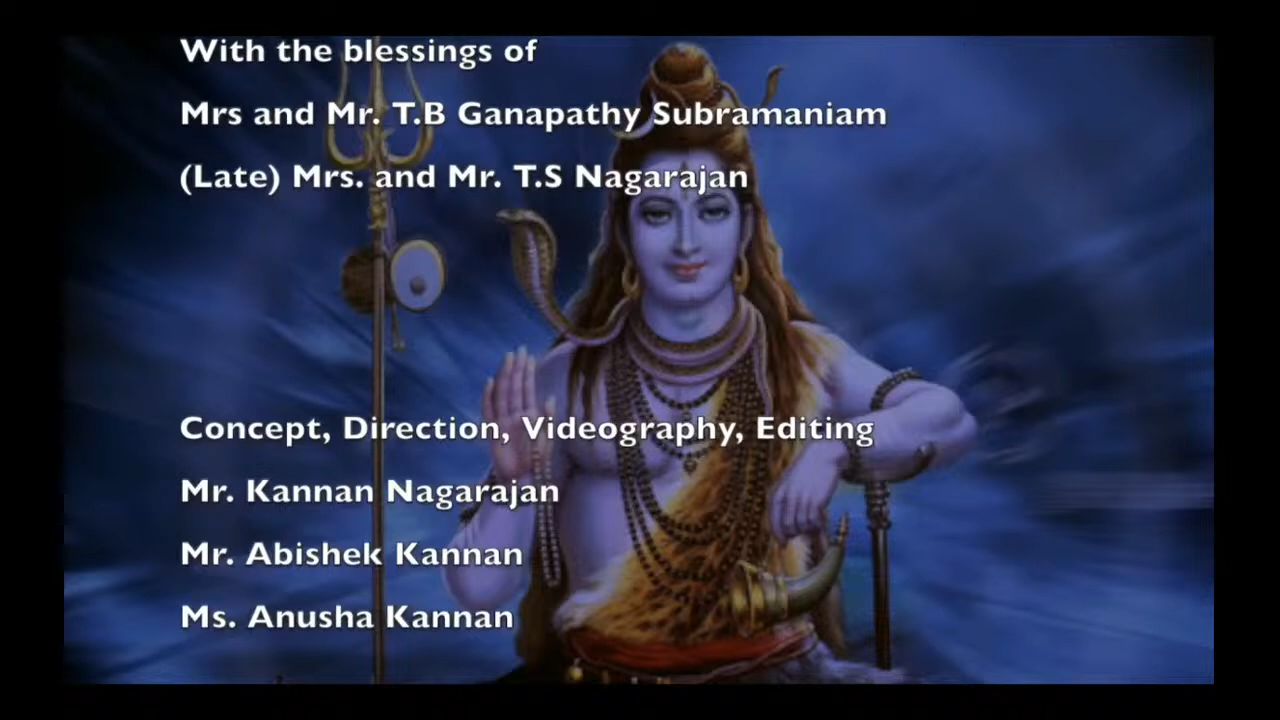 With the blessings of
Mrs and Mr. T.B Ganapathy Subramaniam
(Late) Mrs. and Mr. T.S Nagarajan
Concept, Direction, Videography, Editing
Mr. Kannan Nagarajan
Mr. Abishek Kannan
Ms. Anusha Kannan